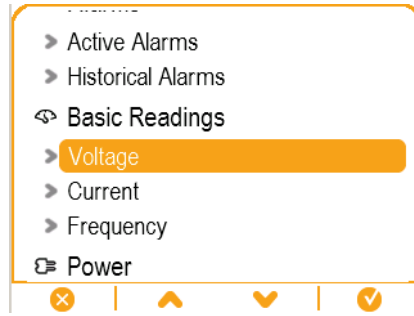 Active Alarms
Historical Alarms
Basic Readings
Voltage
Current
Frequency
Power